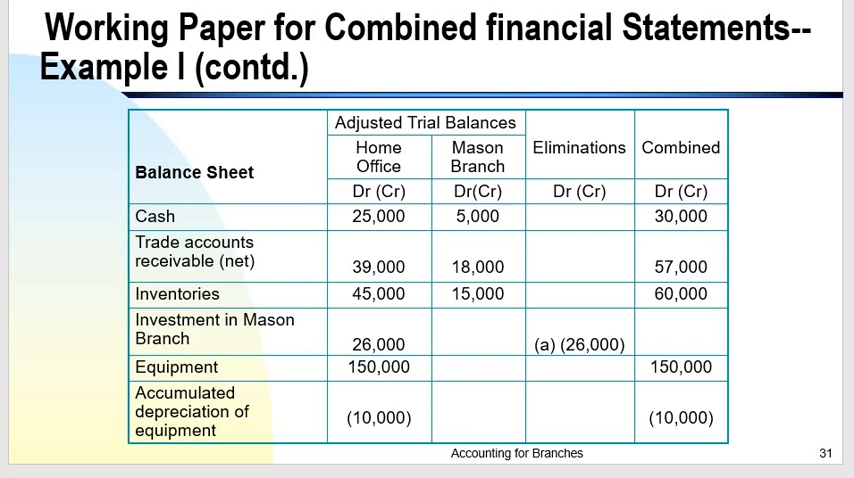 Working Paper for Combined financial Statements--
Example I (contd.)
Adjusted Trial Balances
Balance Sheet
Home
Office
Mason
Branch
Eliminations
Combined
Dr (Cr)
Dr(Cr)
Dr (Cr)
Dr (Cr)
Cash 25,000 5,000 30,000
Trade accounts
receivable (net) 39,000 18,000 57,000
Inventories 45,000 15,000 60,000
Investment in Mason
Branch 26,000 (a) (26,000)
Equipment 150,000 150,000
Accumulated
depreciation of
equipment (10,000) (10,000)
Accounting for Branches
31